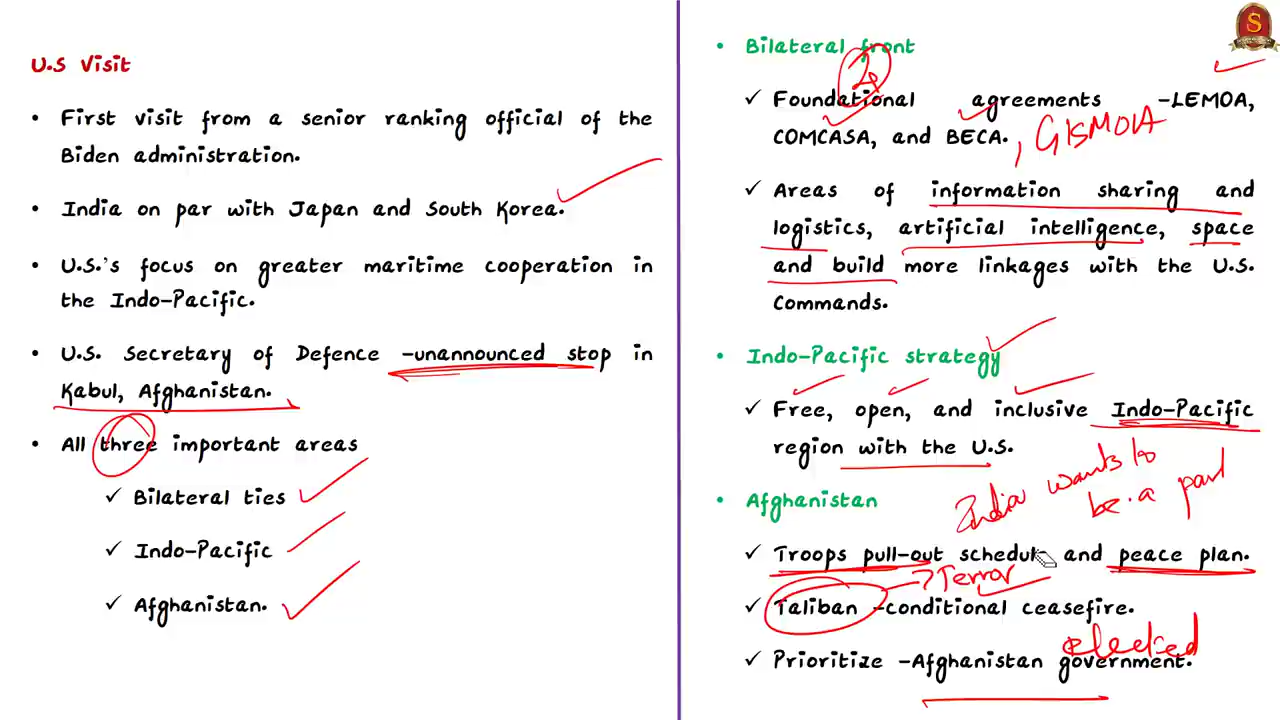 U.S Visit
• First visit from a senior ranking official of the
Biden administration.
• India on par with Japan and South Korea.
• U.S.'s focus on greater maritime cooperation in
the Indo-Pacific.
• U.S. Secretary of Defence -unannounced stop in
Kabul, Afghanistan.
• All three important areas
✓ Bilateral ties
✓ Indo-Pacific
✓ Afghanistan.
S
• Bilateral front
✓ Foundational agreements -LEMOA,
COMCASA, and BECA.
, GISMOIA
✓ Areas of information sharing and
logistics, artificial intelligence, space
and build more linkages with the U.S.
Commands.
• Indo-Pacific strategy
✓ Free, open, and inclusive Indo-Pacific
region with the U.S.
India wants to
be a part
• Afghanistan
✓ Troops pull-out schedule and peace plan.
→ Terror
✓ Taliban -conditional ceasefire.
elected
✓ Prioritize -Afghanistan government.